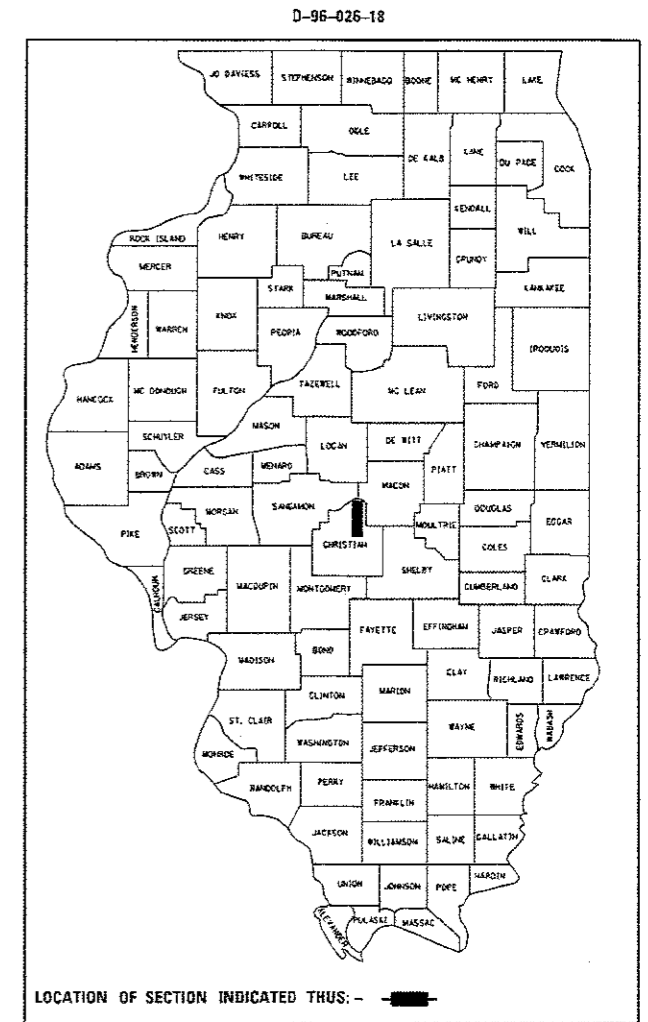 D-96-026-18
JO DAVIESS STEPHENSON WINNEBAGO BOONE MC HENRY LAKE
CARROLL OGLE
DE KALB KANE DU PAGE COOK
WHITESIDE LEE
KENDALL
ROCK ISLAND HENRY BUREAU LA SALLE WILL
MERCER PUTNAM GRUNDY
STARK MARSHALL KANKAKEE
HENDERSON WARREN KNOX PEORIA WOODFORD LIVINGSTON
IROQUOIS
HANCOCK MC DONOUGH FULTON TAZEWELL MC LEAN FORD
MASON
SCHUYLER LOGAN DE WITT CHAMPAIGN VERMILION
ADAMS BROWN CASS MENARD MACON PIATT
PIKE SCOTT MORGAN SANGAMON MOULTRIE DOUGLAS EDGAR
CHRISTIAN COLES
GREENE MACOUPIN MONTGOMERY SHELBY CUMBERLAND CLARK
CALHOUN JERSEY
FAYETTE EFFINGHAM JASPER CRAWFORD
MADISON BOND
CLAY RICHLAND LAWRENCE
CLINTON MARION
ST. CLAIR WAYNE EDWARDS WABASH
MONROE WASHINGTON JEFFERSON
RANDOLPH PERRY HAMILTON WHITE
FRANKLIN
JACKSON WILLIAMSON SALINE GALLATIN
UNION JOHNSON POPE HARDIN
ALEXANDER PULASKI MASSAC
LOCATION OF SECTION INDICATED THUS: -